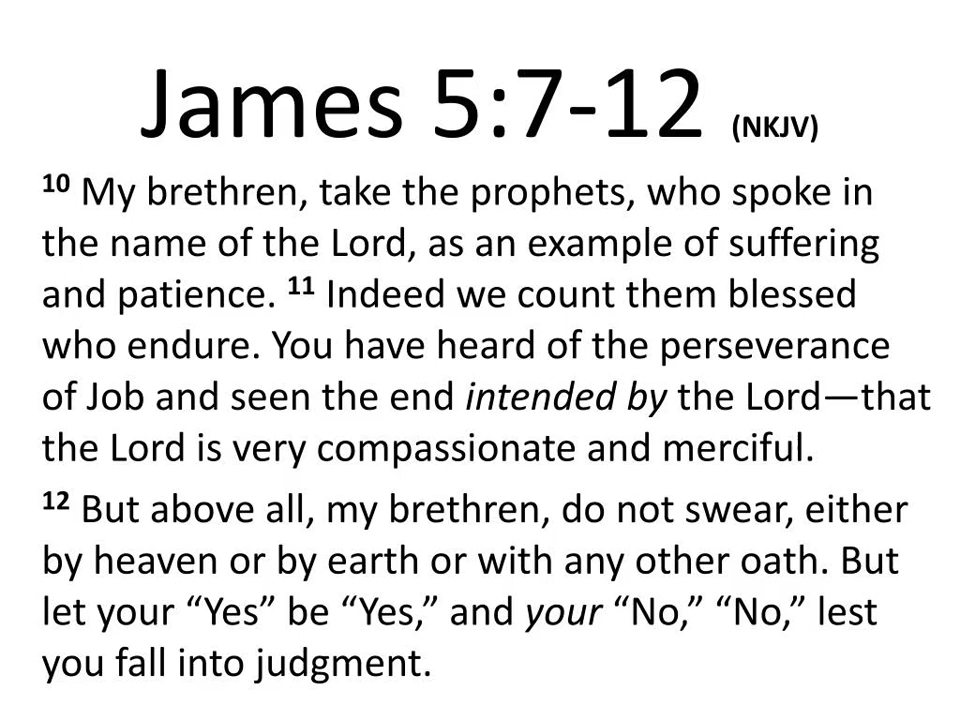 James 5:7-12 (NKJV)
10 My brethren, take the prophets, who spoke in
the name of the Lord, as an example of suffering
and patience. 11 Indeed we count them blessed
who endure. You have heard of the perseverance
of Job and seen the end intended by the Lord—that
the Lord is very compassionate and merciful.
12 But above all, my brethren, do not swear, either
by heaven or by earth or with any other oath. But
let your “Yes” be “Yes,” and your “No,” “No,” lest
you fall into judgment.